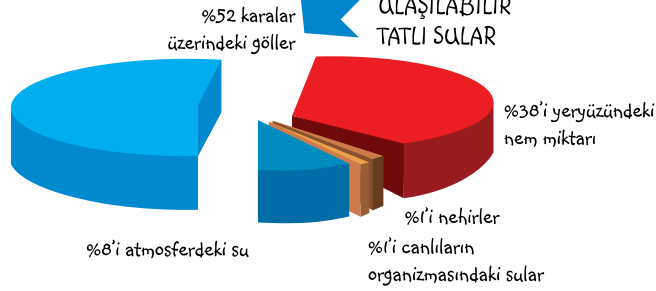 ULAŞILABİLİR
TATLI SULAR
%52 karalar
üzerindeki göller
%38'i yeryüzündeki
nem miktarı
%1'i nehirler
%1'i canlıların
organizmasındaki sular
%8'i atmosferdeki su